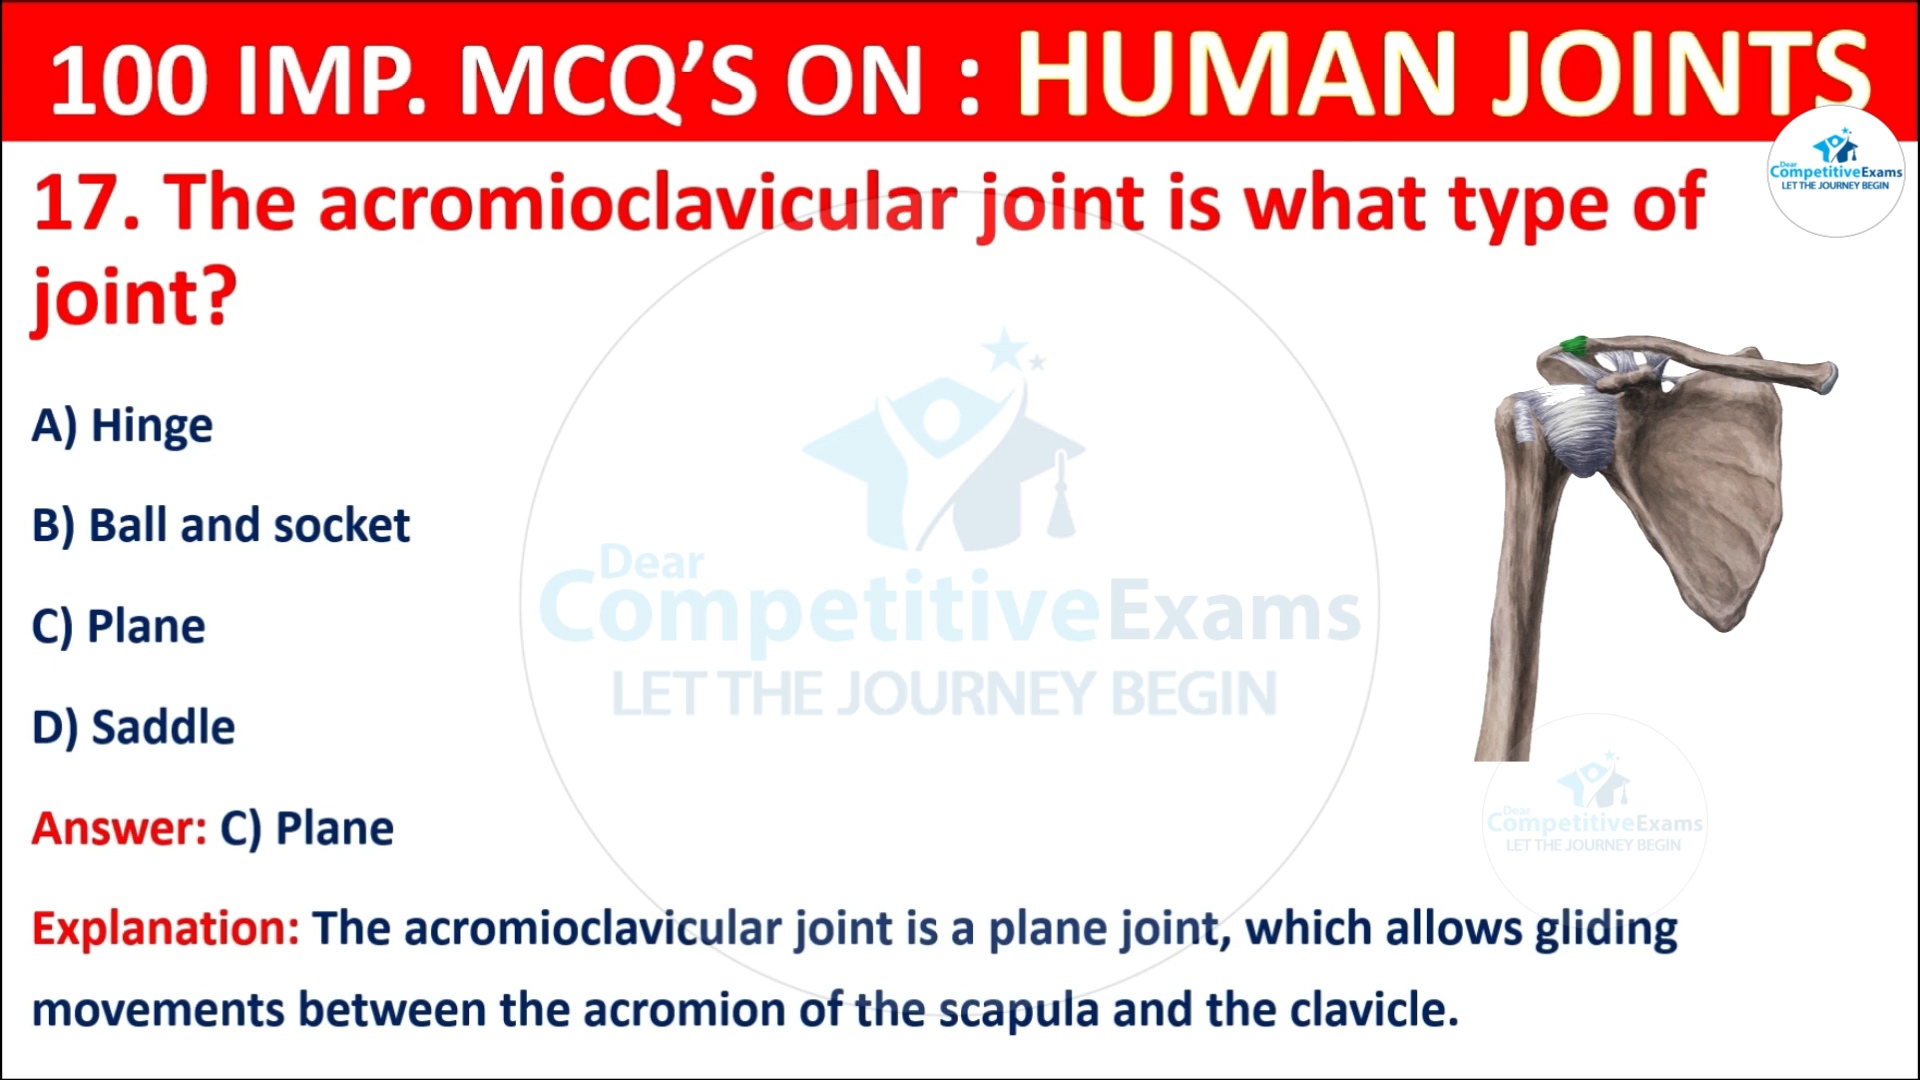 100 IMP. MCQ’S ON : HUMAN JOINTS
Dear
CompetitiveExams
LET THE JOURNEY BEGIN
17. The acromioclavicular joint is what type of
joint?
A) Hinge
B) Ball and socket
C) Plane
D) Saddle
Answer: C) Plane
Explanation: The acromioclavicular joint is a plane joint, which allows gliding
movements between the acromion of the scapula and the clavicle.
Dear
CompetitiveExams
LET THE JOURNEY BEGIN
Dear
CompetitiveExams
LET THE JOURNEY BEGIN